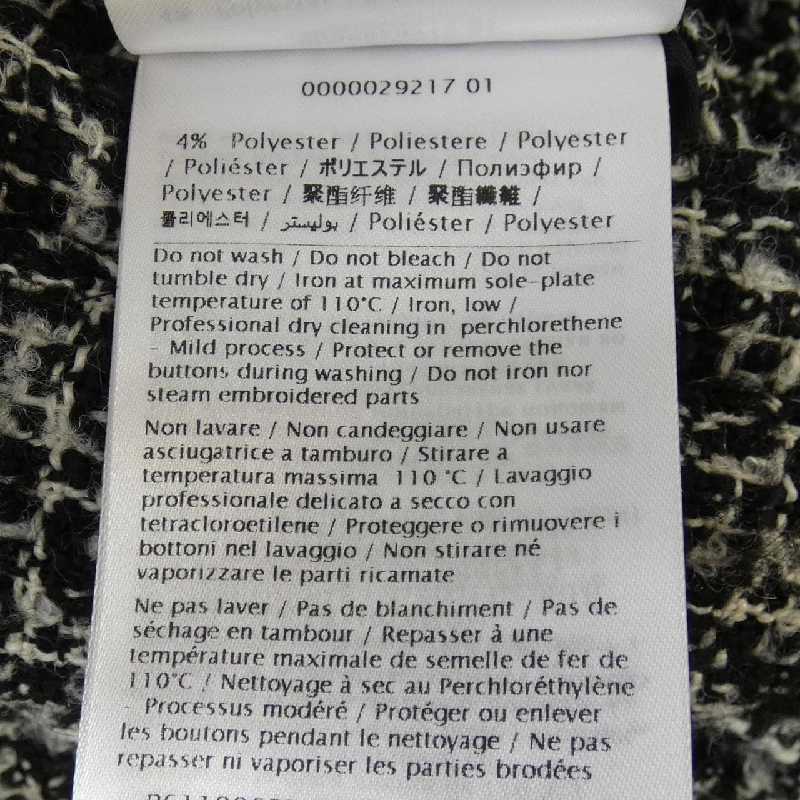 0000029217 01
4% Polyester / Poliestere / Polyester
/ Poliéster / ポリエステル / Полиэфир /
Polyester / 聚酯纤维 / 聚酯纖維 /
폴리에스터 / بوليستر / Poliéster / Polyester
Do not wash / Do not bleach / Do not
tumble dry / Iron at maximum sole-plate
temperature of 110°C / Iron, low /
Professional dry cleaning in perchlorethene
- Mild process / Protect or remove the
buttons during washing / Do not iron nor
steam embroidered parts
Non lavare / Non candeggiare / Non usare
asciugatrice a tamburo / Stirare a
temperatura massima 110 °C / Lavaggio
professionale delicato a secco con
tetracloroetilene / Proteggere o rimuovere i
bottoni nel lavaggio / Non stirare né
vaporizzare le parti ricamate
Ne pas laver / Pas de blanchiment / Pas de
séchage en tambour / Repasser à une
température maximale de semelle de fer de
110°C / Nettoyage à sec au Perchloréthylène
- Processus modéré / Protéger ou enlever
les boutons pendant le nettoyage / Ne pas
repasser ni vaporiser les parties brodées